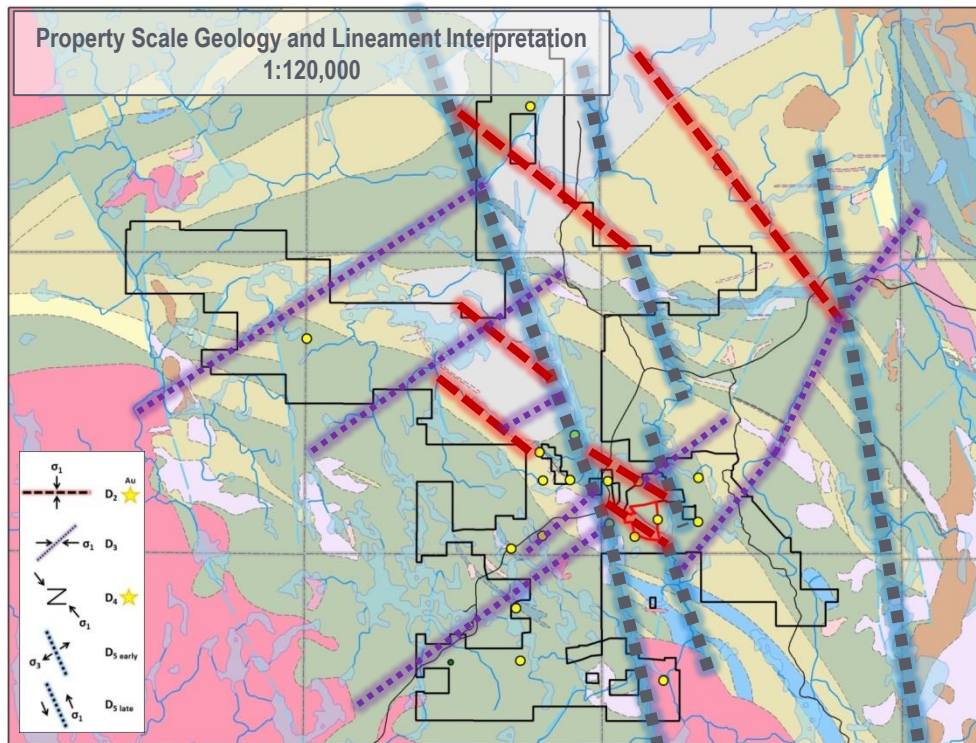 Property Scale Geology and Lineament Interpretation
1:120,000
σ₁ D₂ Au
σ₁ D₃
σ₁ D₄
σ₃ D₅ early
σ₁ D₅ late